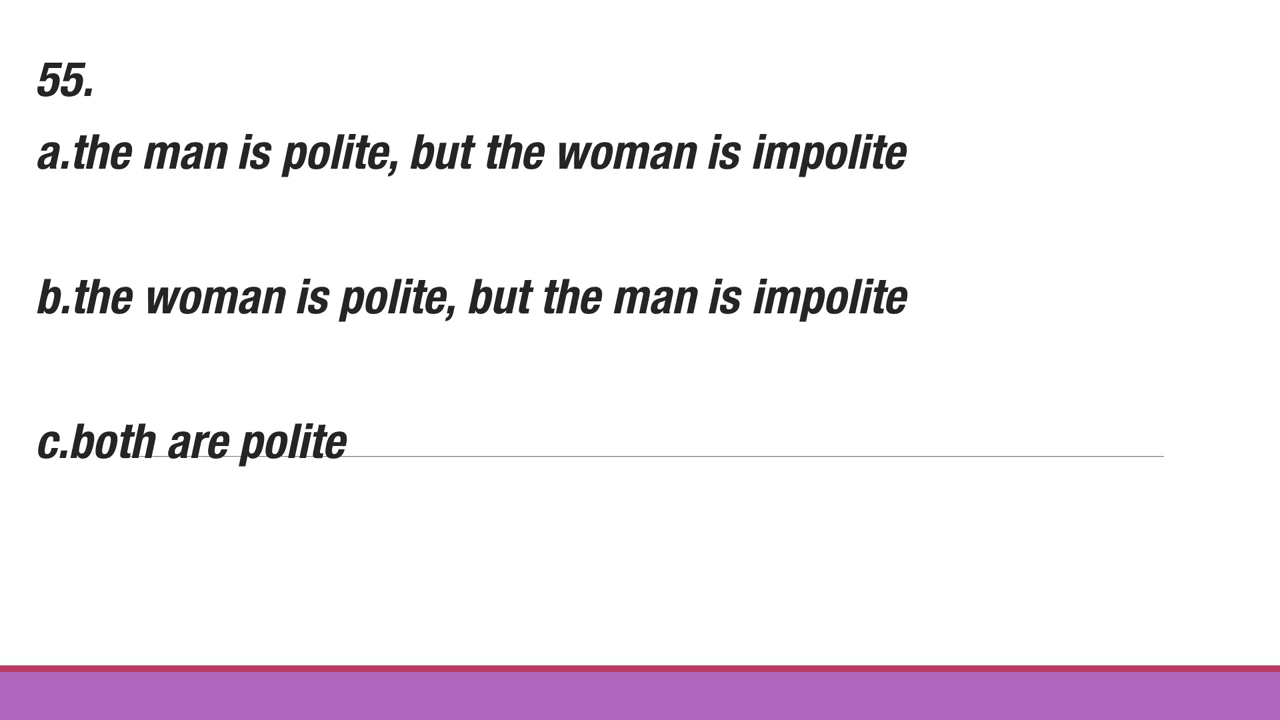 55.
a.the man is polite, but the woman is impolite
b.the woman is polite, but the man is impolite
c.both are polite